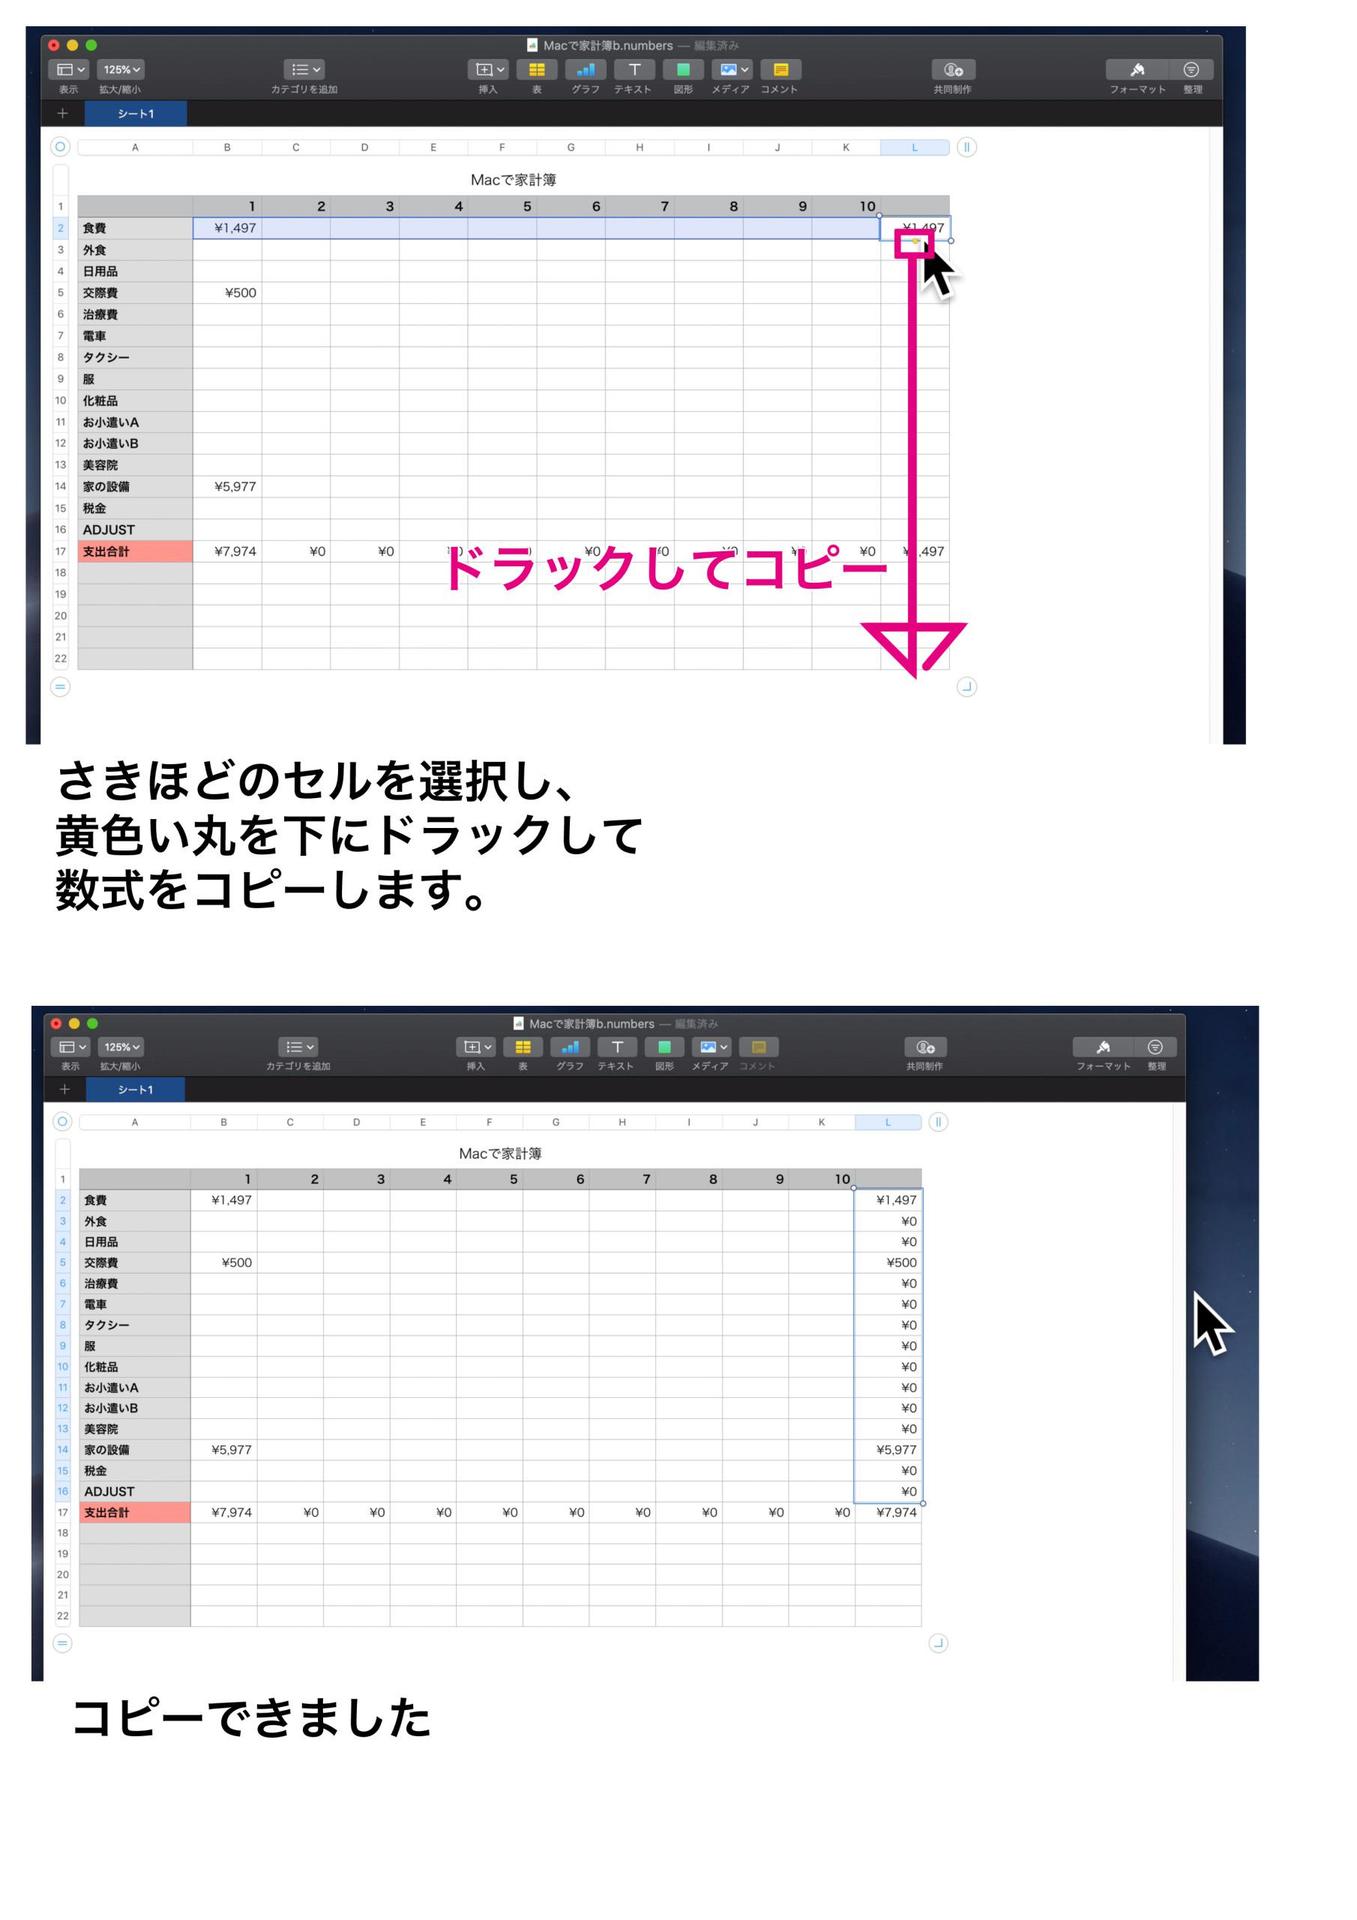 Macで家計簿b.numbers — 編集済み
125%
表示 拡大/縮小 カテゴリを追加 挿入 表 グラフ テキスト 図形 メディア コメント 共同制作 フォーマット 整理
+ シート1
A B C D E F G H I J K L
Macで家計簿
1 1 2 3 4 5 6 7 8 9 10
2 食費 ¥1,497 ¥1,497
3 外食
4 日用品
5 交際費 ¥500
6 治療費
7 電車
8 タクシー
9 服
10 化粧品
11 お小遣いA
12 お小遣いB
13 美容院
14 家の設備 ¥5,977
15 税金
16 ADJUST
17 支出合計 ¥7,974 ¥0 ¥0 ¥0 ¥0
ドラックしてコピー
18
19
20
21
22
さきほどのセルを選択し、
黄色い丸を下にドラックして
数式をコピーします。
Macで家計簿b.numbers — 編集済み
125%
表示 拡大/縮小 カテゴリを追加 挿入 表 グラフ テキスト 図形 メディア コメント 共同制作 フォーマット 整理
+ シート1
A B C D E F G H I J K L
Macで家計簿
1 1 2 3 4 5 6 7 8 9 10
2 食費 ¥1,497 ¥1,497
3 外食 ¥0
4 日用品 ¥0
5 交際費 ¥500 ¥500
6 治療費 ¥0
7 電車 ¥0
8 タクシー ¥0
9 服 ¥0
10 化粧品 ¥0
11 お小遣いA ¥0
12 お小遣いB ¥0
13 美容院 ¥0
14 家の設備 ¥5,977 ¥5,977
15 税金 ¥0
16 ADJUST ¥0
17 支出合計 ¥7,974 ¥0 ¥0 ¥0 ¥0 ¥0 ¥0 ¥0 ¥0 ¥0 ¥7,974
18
19
20
21
22
コピーできました